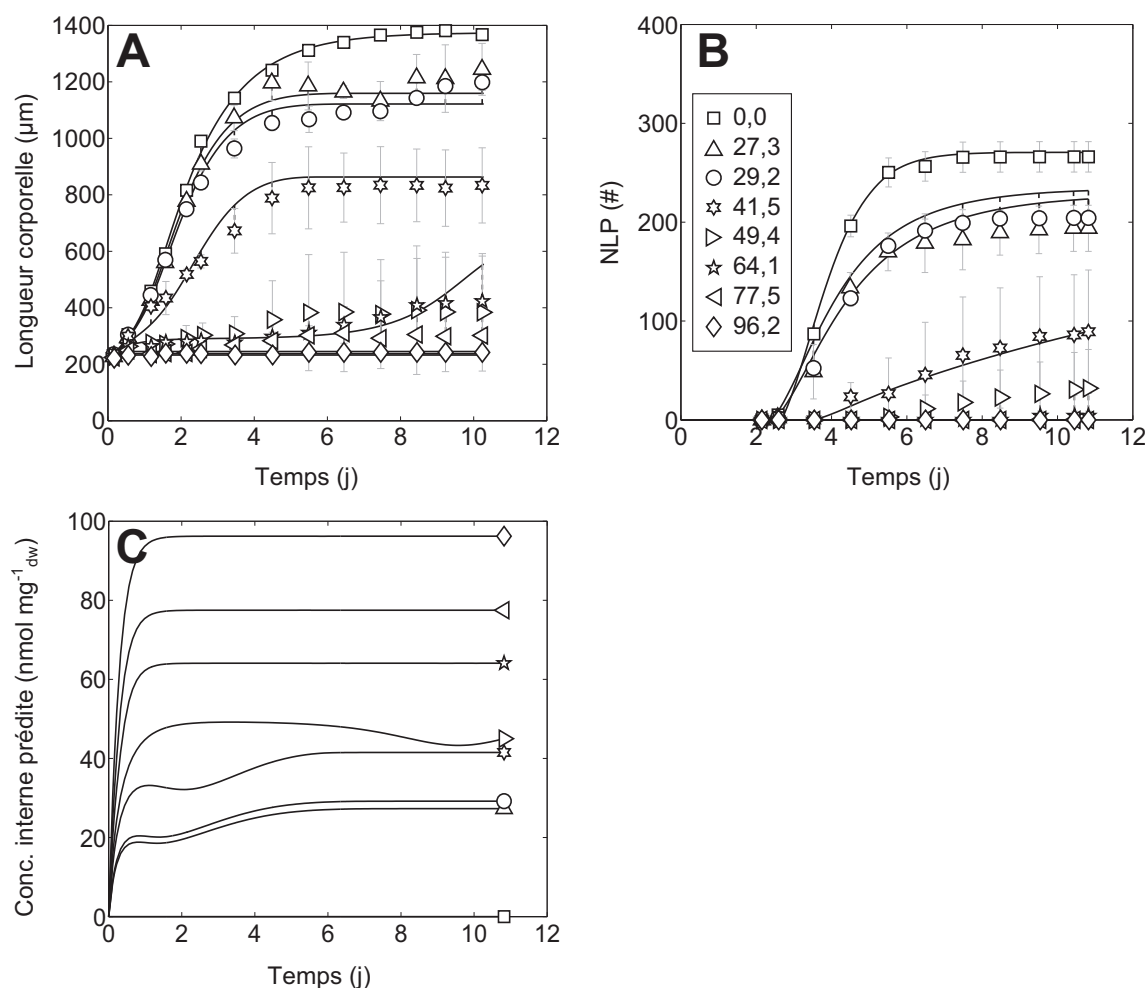 A
Longueur corporelle (µm)
1400
1200
1000
800
600
400
200
0
0 2 4 6 8 10 12
Temps (j)
B
NLP (#)
400
300
200
100
0
0,0
27,3
29,2
41,5
49,4
64,1
77,5
96,2
0 2 4 6 8 10 12
Temps (j)
C
Conc. interne prédite (nmol mg⁻¹dw)
100
80
60
40
20
0
0 2 4 6 8 10 12
Temps (j)